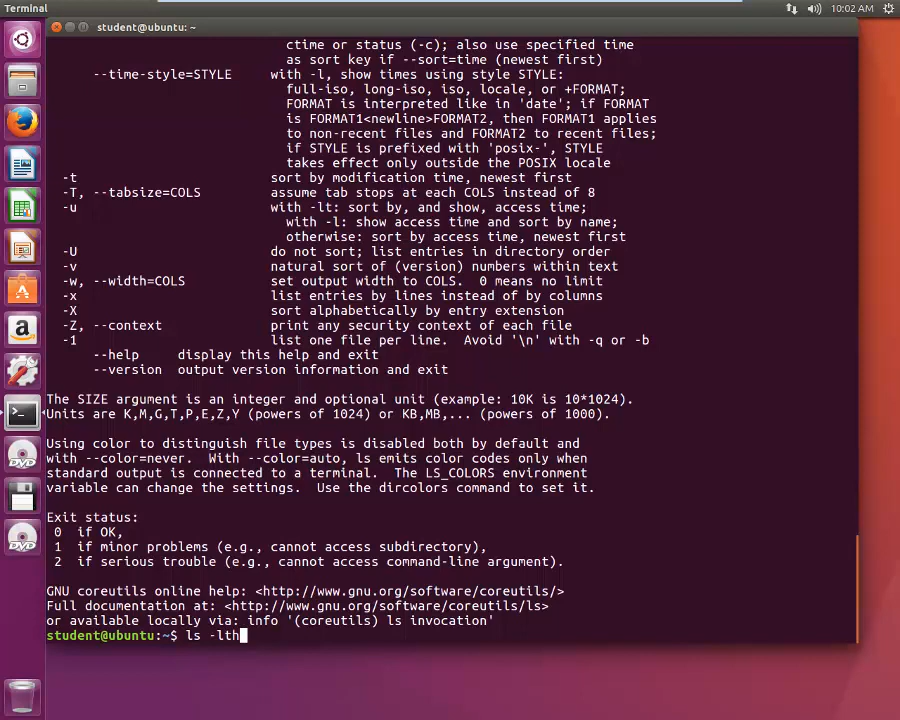 Terminal
10:02 AM
student@ubuntu: ~
ctime or status (-c); also use specified time
as sort key if --sort=time (newest first)
--time-style=STYLE with -l, show times using style STYLE:
full-iso, long-iso, iso, locale, or +FORMAT;
FORMAT is interpreted like in 'date'; if FORMAT
is FORMAT1<newline>FORMAT2, then FORMAT1 applies
to non-recent files and FORMAT2 to recent files;
if STYLE is prefixed with 'posix-', STYLE
takes effect only outside the POSIX locale
-t sort by modification time, newest first
-T, --tabsize=COLS assume tab stops at each COLS instead of 8
-u with -lt: sort by, and show, access time;
with -l: show access time and sort by name;
otherwise: sort by access time, newest first
-U do not sort; list entries in directory order
-v natural sort of (version) numbers within text
-w, --width=COLS set output width to COLS.  0 means no limit
-x list entries by lines instead of by columns
-X sort alphabetically by entry extension
-Z, --context print any security context of each file
-1 list one file per line.  Avoid '\n' with -q or -b
--help display this help and exit
--version output version information and exit
The SIZE argument is an integer and optional unit (example: 10K is 10*1024).
Units are K,M,G,T,P,E,Z,Y (powers of 1024) or KB,MB,... (powers of 1000).
Using color to distinguish file types is disabled both by default and
with --color=never.  With --color=auto, ls emits color codes only when
standard output is connected to a terminal.  The LS_COLORS environment
variable can change the settings.  Use the dircolors command to set it.
Exit status:
0 if OK,
1 if minor problems (e.g., cannot access subdirectory),
2 if serious trouble (e.g., cannot access command-line argument).
GNU coreutils online help: <http://www.gnu.org/software/coreutils/>
Full documentation at: <http://www.gnu.org/software/coreutils/ls>
or available locally via: info '(coreutils) ls invocation'
student@ubuntu:~$ ls -lth